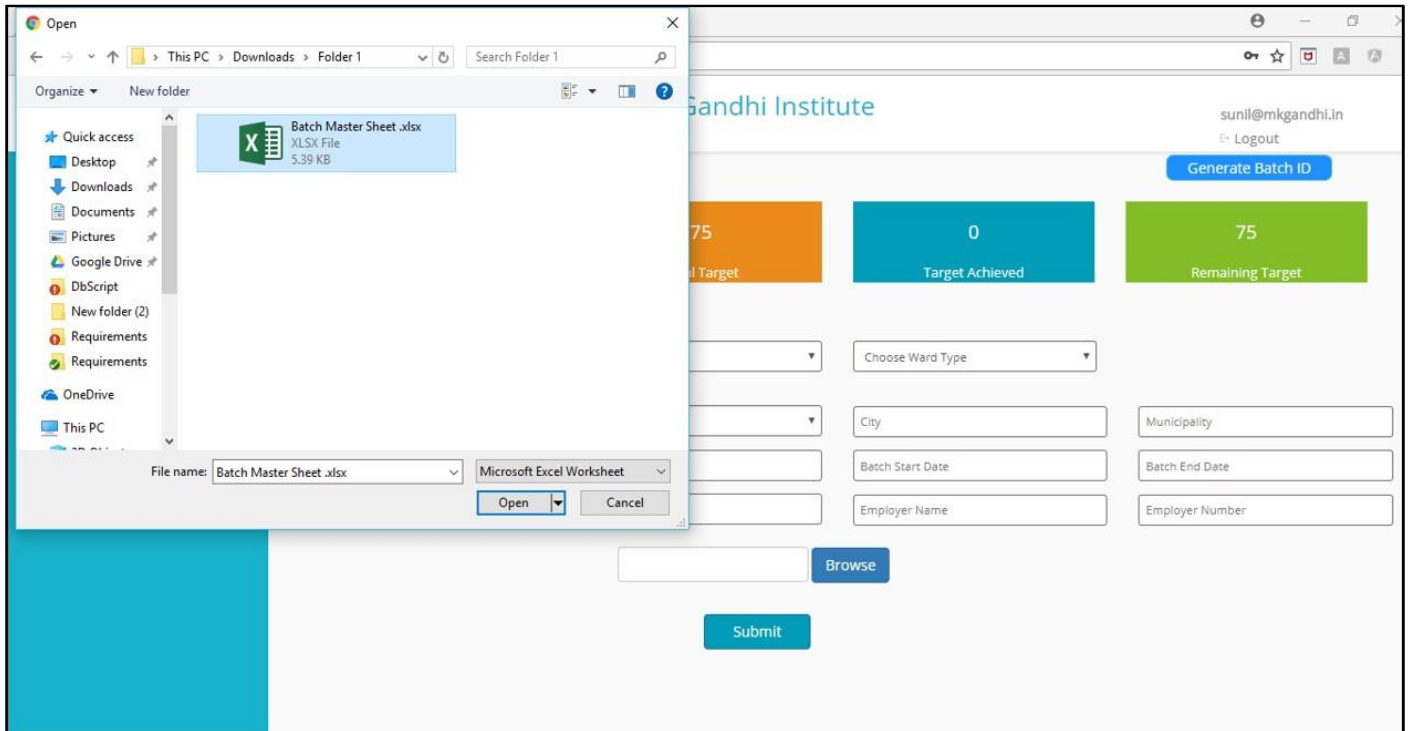 Open
This PC > Downloads > Folder 1
Search Folder 1
Organize
New folder
Quick access
Desktop
Downloads
Documents
Pictures
Google Drive
DbScript
New folder (2)
Requirements
Requirements
OneDrive
This PC
Batch Master Sheet .xlsx
XLSX File
5.39 KB
File name: Batch Master Sheet .xlsx
Microsoft Excel Worksheet
Open
Cancel
Gandhi Institute
sunil@mkgandhi.in
Logout
Generate Batch ID
75
Target
0
Target Achieved
75
Remaining Target
Choose Ward Type
City
Municipality
Batch Start Date
Batch End Date
Employer Name
Employer Number
Browse
Submit